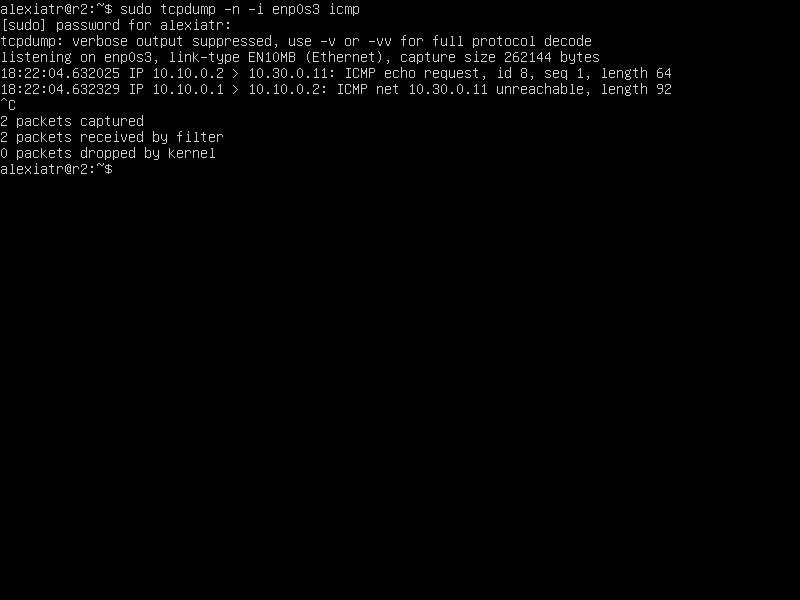 alexiatr@r2:~$ sudo tcpdump -n -i enp0s3 icmp
[sudo] password for alexiatr:
tcpdump: verbose output suppressed, use -v or -vv for full protocol decode
listening on enp0s3, link-type EN10MB (Ethernet), capture size 262144 bytes
18:22:04.632025 IP 10.10.0.2 > 10.30.0.11: ICMP echo request, id 8, seq 1, length 64
18:22:04.632329 IP 10.10.0.1 > 10.10.0.2: ICMP net 10.30.0.11 unreachable, length 92
^C
2 packets captured
2 packets received by filter
0 packets dropped by kernel
alexiatr@r2:~$